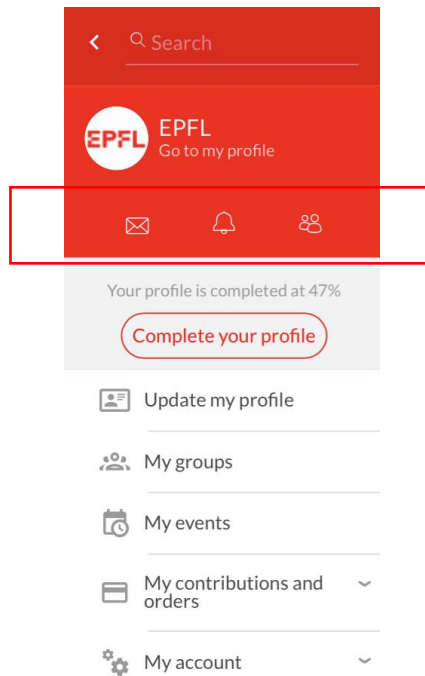 Search
EPFL
EPFL
Go to my profile
Your profile is completed at 47%
Complete your profile
Update my profile
My groups
My events
My contributions and
orders
My account